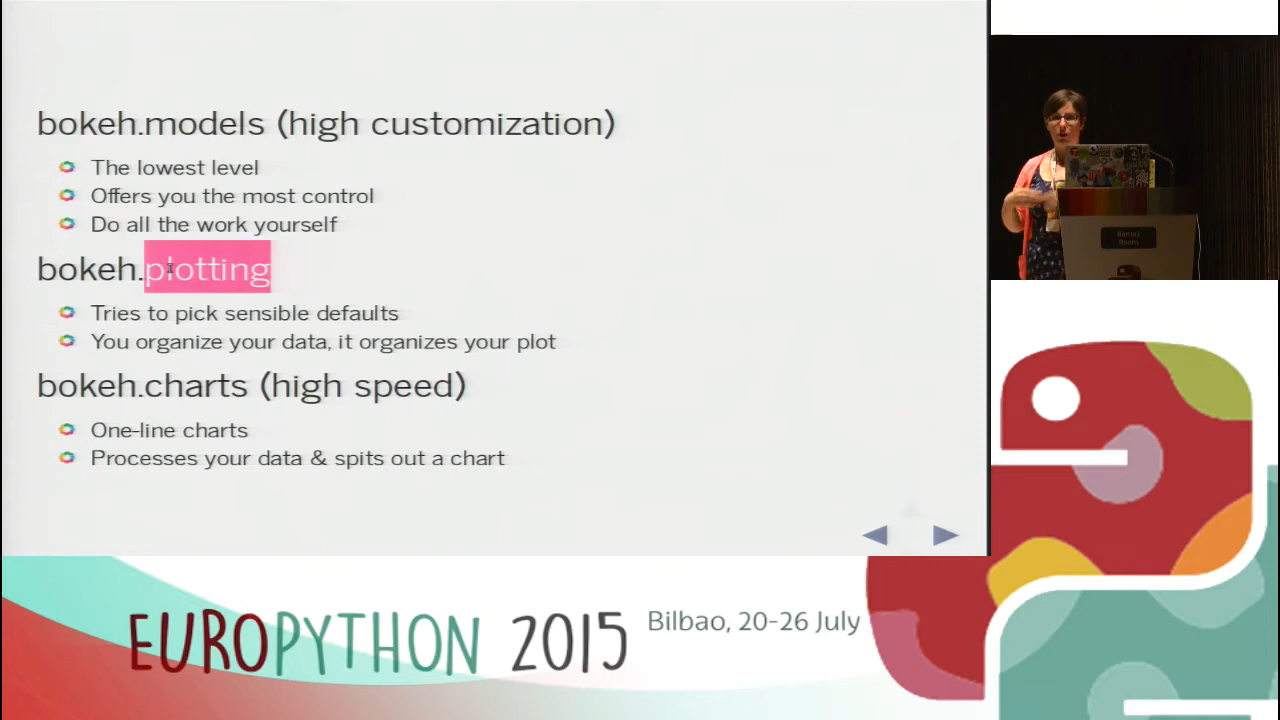 bokeh.models (high customization)
The lowest level
Offers you the most control
Do all the work yourself
bokeh.plotting
Tries to pick sensible defaults
You organize your data, it organizes your plot
bokeh.charts (high speed)
One-line charts
Processes your data & spits out a chart
Barria1
Room
EUROPYTHON 2015
Bilbao, 20-26 July